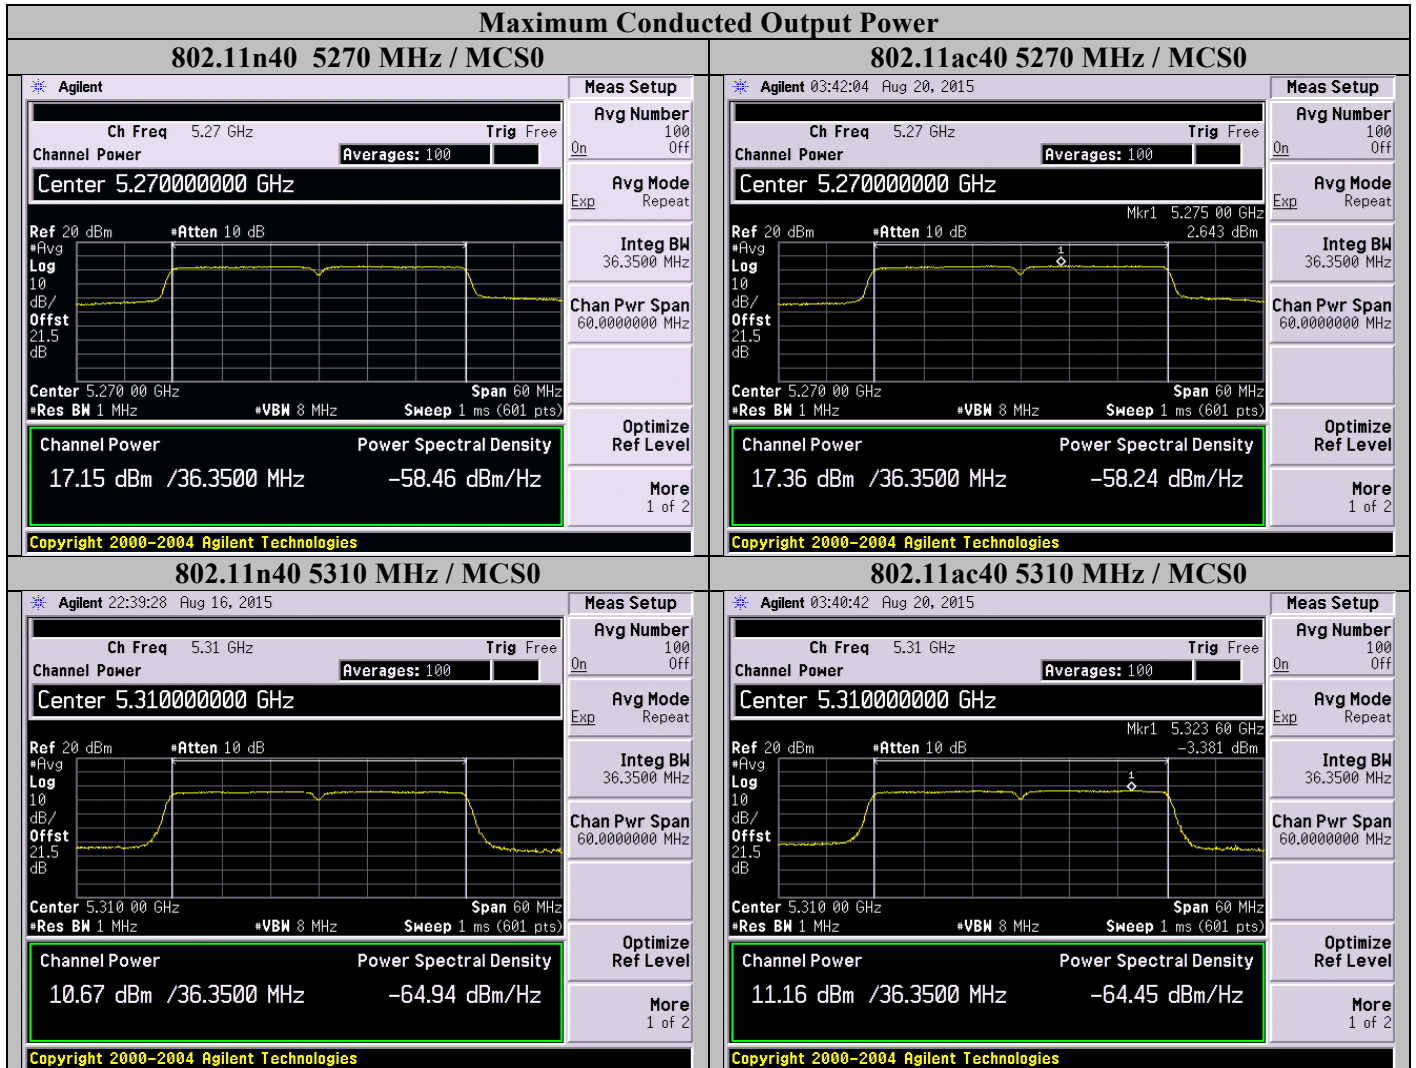 Maximum Conducted Output Power
802.11n40  5270 MHz / MCS0
Agilent
Meas Setup
Ch Freq 5.27 GHz Trig Free
Channel Power Averages: 100
Center 5.270000000 GHz
Ref 20 dBm #Atten 10 dB
#Avg
Log
10
dB/
Offst
21.5
dB
Center 5.270 00 GHz Span 60 MHz
#Res BW 1 MHz #VBW 8 MHz Sweep 1 ms (601 pts)
Channel Power Power Spectral Density
17.15 dBm /36.3500 MHz -58.46 dBm/Hz
Avg Number
100
On Off
Avg Mode
Exp Repeat
Integ BW
36.3500 MHz
Chan Pwr Span
60.0000000 MHz
Optimize
Ref Level
More
1 of 2
Copyright 2000-2004 Agilent Technologies
802.11ac40 5270 MHz / MCS0
Agilent 03:42:04 Aug 20, 2015
Meas Setup
Ch Freq 5.27 GHz Trig Free
Channel Power Averages: 100
Center 5.270000000 GHz
Mkr1 5.275 00 GHz
Ref 20 dBm #Atten 10 dB 2.643 dBm
#Avg
Log
10
dB/
Offst
21.5
dB
1
Center 5.270 00 GHz Span 60 MHz
#Res BW 1 MHz #VBW 8 MHz Sweep 1 ms (601 pts)
Channel Power Power Spectral Density
17.36 dBm /36.3500 MHz -58.24 dBm/Hz
Avg Number
100
On Off
Avg Mode
Exp Repeat
Integ BW
36.3500 MHz
Chan Pwr Span
60.0000000 MHz
Optimize
Ref Level
More
1 of 2
Copyright 2000-2004 Agilent Technologies
802.11n40 5310 MHz / MCS0
Agilent 22:39:28 Aug 16, 2015
Meas Setup
Ch Freq 5.31 GHz Trig Free
Channel Power Averages: 100
Center 5.310000000 GHz
Ref 20 dBm #Atten 10 dB
#Avg
Log
10
dB/
Offst
21.5
dB
Center 5.310 00 GHz Span 60 MHz
#Res BW 1 MHz #VBW 8 MHz Sweep 1 ms (601 pts)
Channel Power Power Spectral Density
10.67 dBm /36.3500 MHz -64.94 dBm/Hz
Avg Number
100
On Off
Avg Mode
Exp Repeat
Integ BW
36.3500 MHz
Chan Pwr Span
60.0000000 MHz
Optimize
Ref Level
More
1 of 2
Copyright 2000-2004 Agilent Technologies
802.11ac40 5310 MHz / MCS0
Agilent 03:40:42 Aug 20, 2015
Meas Setup
Ch Freq 5.31 GHz Trig Free
Channel Power Averages: 100
Center 5.310000000 GHz
Mkr1 5.323 60 GHz
Ref 20 dBm #Atten 10 dB -3.381 dBm
#Avg
Log
10
dB/
Offst
21.5
dB
1
Center 5.310 00 GHz Span 60 MHz
#Res BW 1 MHz #VBW 8 MHz Sweep 1 ms (601 pts)
Channel Power Power Spectral Density
11.16 dBm /36.3500 MHz -64.45 dBm/Hz
Avg Number
100
On Off
Avg Mode
Exp Repeat
Integ BW
36.3500 MHz
Chan Pwr Span
60.0000000 MHz
Optimize
Ref Level
More
1 of 2
Copyright 2000-2004 Agilent Technologies